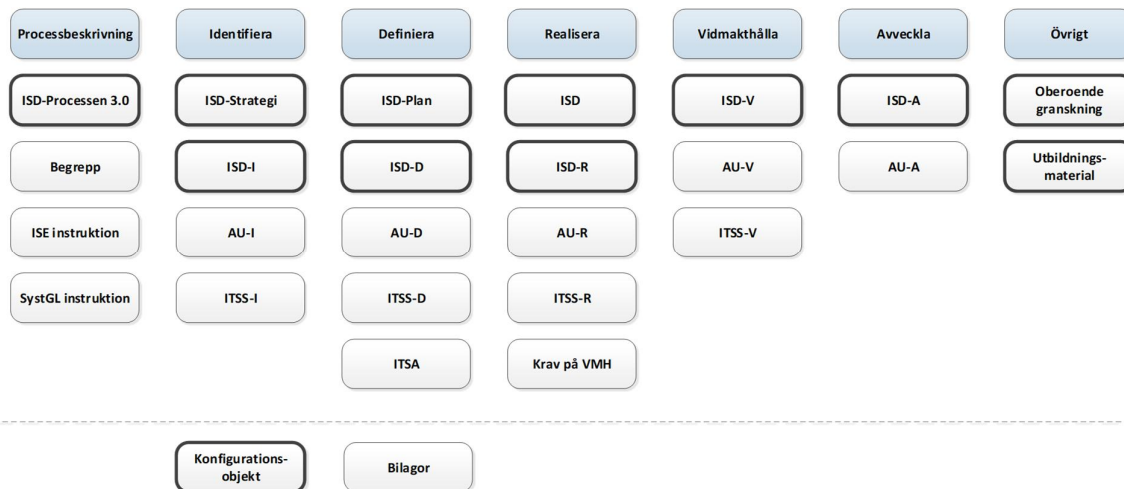 Processbeskrivning
Identifiera
Definiera
Realisera
Vidmakthålla
Avveckla
Övrigt
ISD-Processen 3.0
ISD-Strategi
ISD-Plan
ISD
ISD-V
ISD-A
Oberoende
granskning
Begrepp
ISD-I
ISD-D
ISD-R
AU-V
AU-A
Utbildnings-
material
ISE instruktion
AU-I
AU-D
AU-R
ITSS-V
SystGL instruktion
ITSS-I
ITSS-D
ITSS-R
ITSA
Krav på VMH
Konfigurations-
objekt
Bilagor